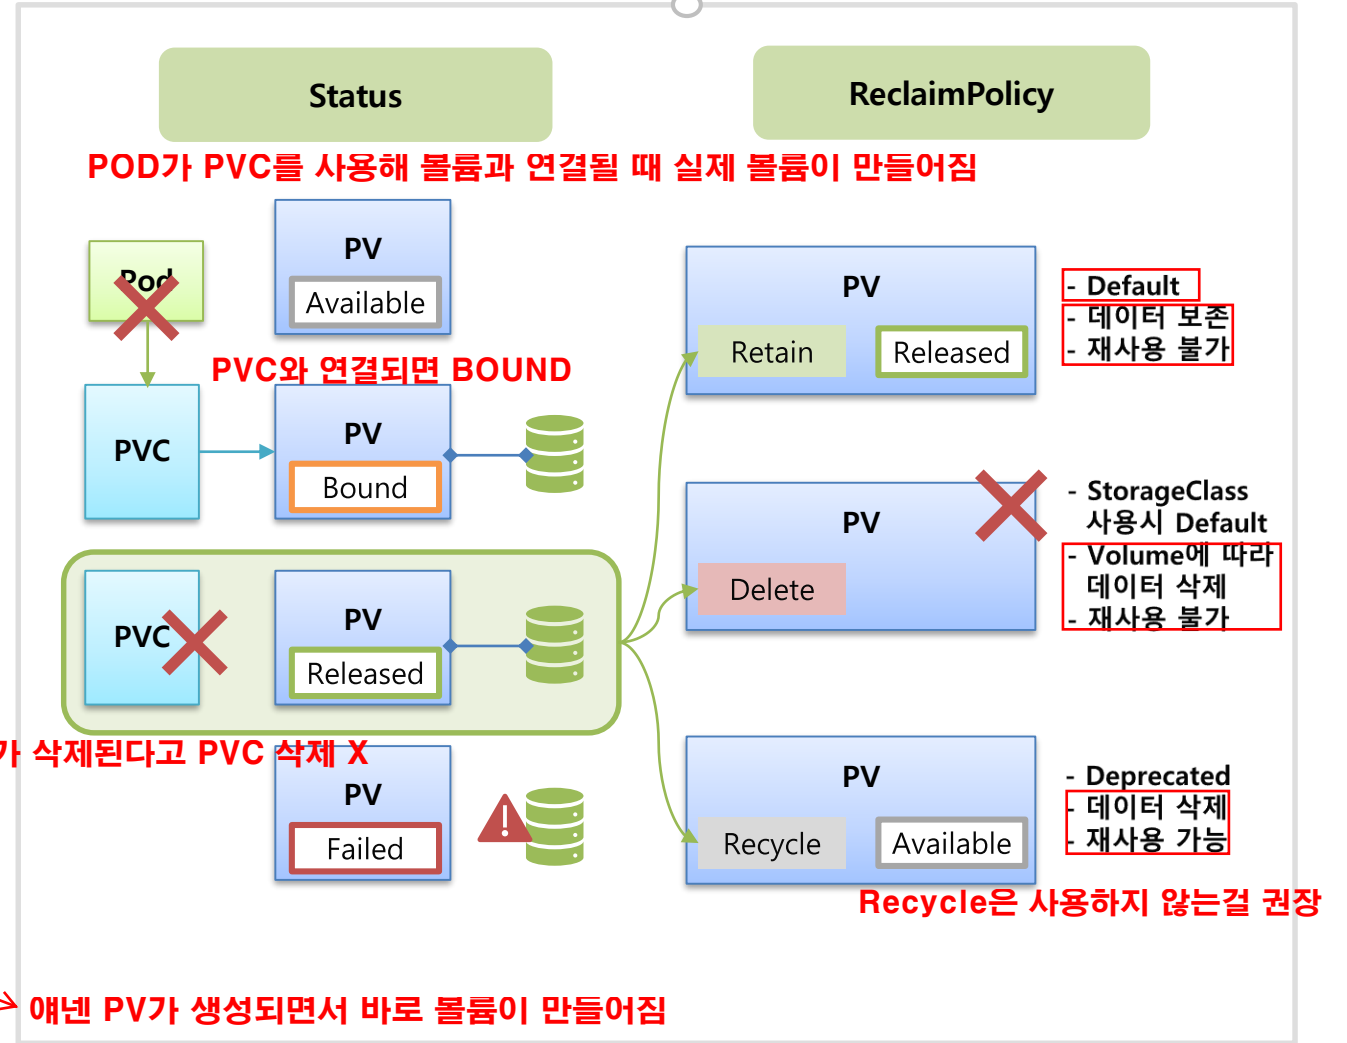 Status
ReclaimPolicy
POD가 PVC를 사용해 볼륨과 연결될 때 실제 볼륨이 만들어짐
PV
Available
Pod
PVC와 연결되면 BOUND
PVC
PV
Bound
PVC
PV
Released
가 삭제된다고 PVC 삭제 X
PV
Failed
PV
Retain
Released
- Default
- 데이터 보존
- 재사용 불가
PV
Delete
- StorageClass
사용시 Default
- Volume에 따라
데이터 삭제
- 재사용 불가
PV
Recycle
Available
- Deprecated
- 데이터 삭제
- 재사용 가능
Recycle은 사용하지 않는걸 권장
얘넨 PV가 생성되면서 바로 볼륨이 만들어짐